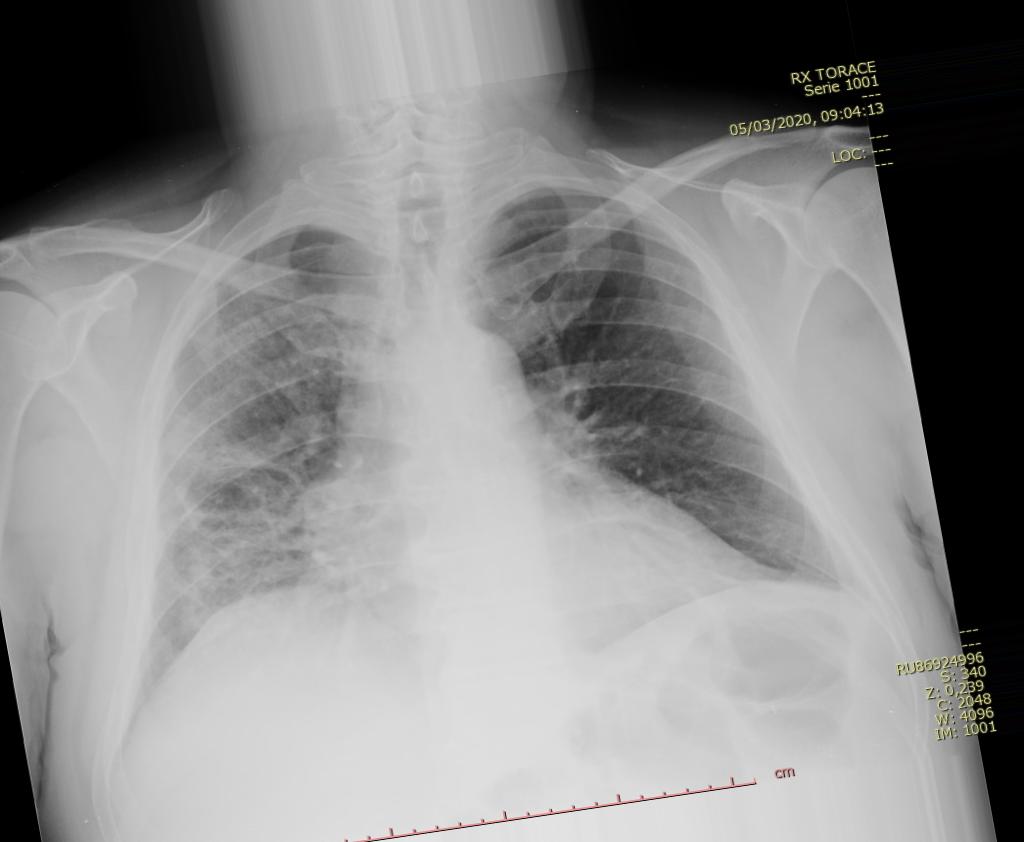 RX TORACE
Serie 1001
---
05/03/2020, 09:04:13
---
LOC: ---
---
---
---
RU86924996
S: 340
Z: 0,239
C: 2048
W: 4096
IM: 1001
cm